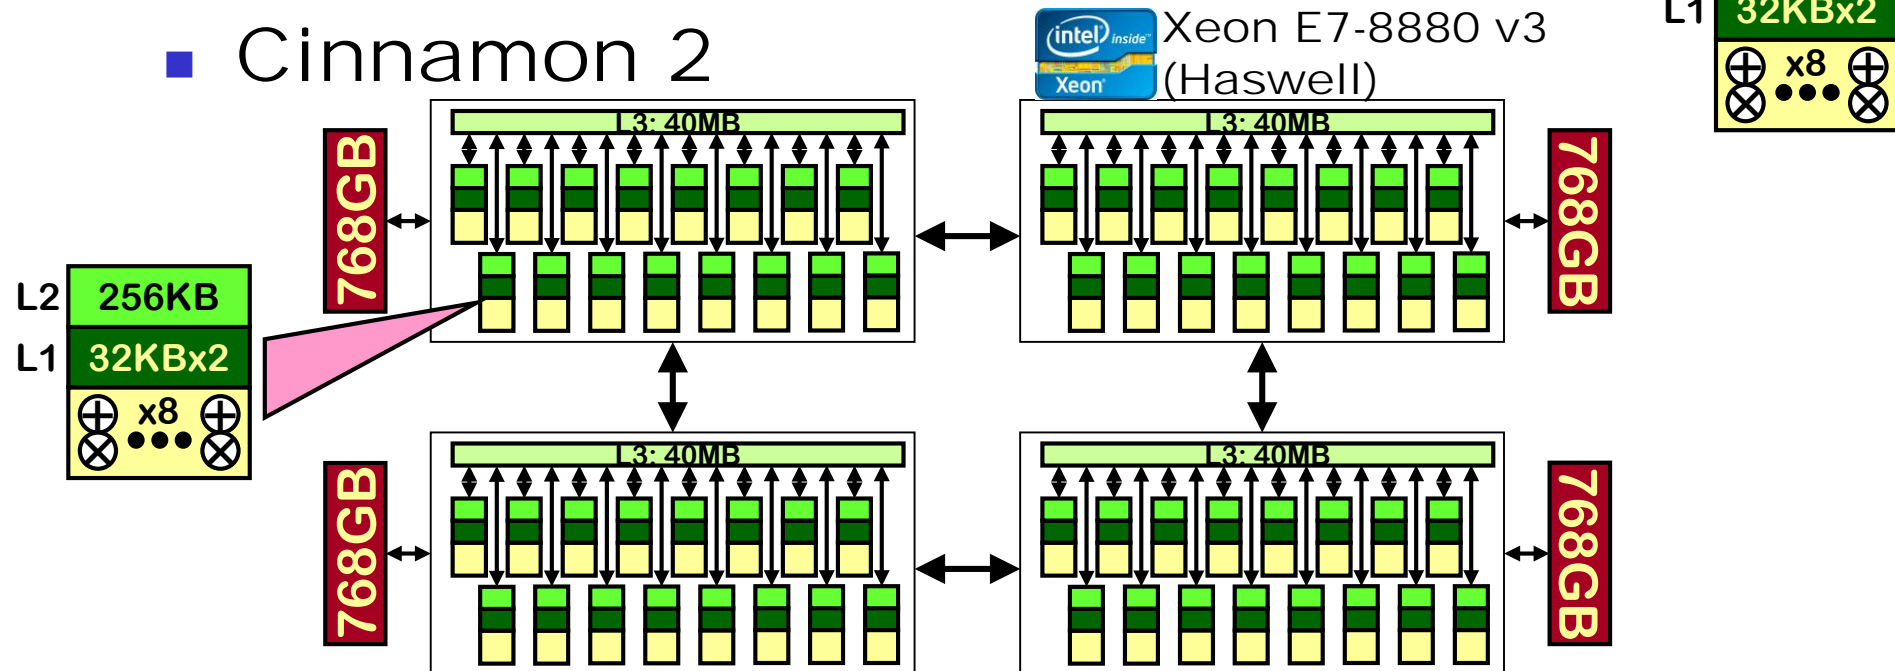 Cinnamon 2
intel inside™
Xeon®
Xeon E7-8880 v3
(Haswell)
L1 32KBx2
x8
L3: 40MB
L3: 40MB
768GB
768GB
L2 256KB
L1 32KBx2
x8
L3: 40MB
L3: 40MB
768GB
768GB